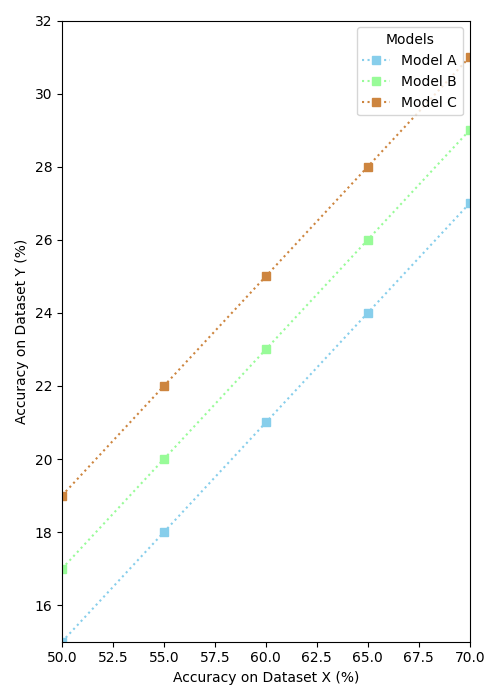 Models
Model A
Model B
Model C
32
30
28
26
24
22
20
18
16
Accuracy on Dataset Y (%)
50.0 52.5 55.0 57.5 60.0 62.5 65.0 67.5 70.0
Accuracy on Dataset X (%)